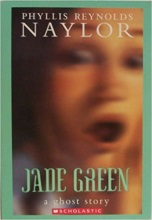 PHYLLIS REYNOLDS
NAYLOR
JADE GREEN
a ghost story
SCHOLASTIC